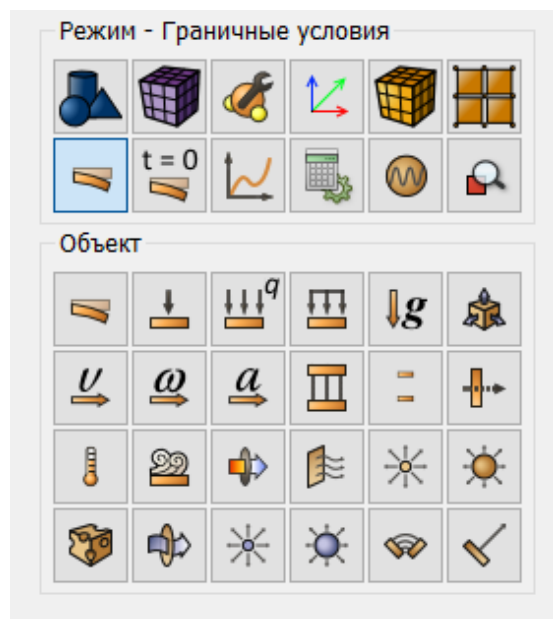 Режим - Граничные условия
t = 0
Объект
q
g
υ ω a